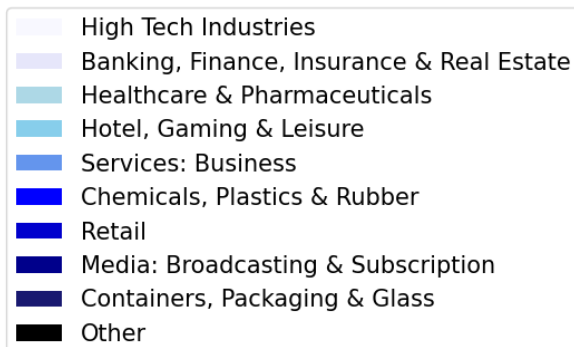 High Tech Industries
Banking, Finance, Insurance & Real Estate
Healthcare & Pharmaceuticals
Hotel, Gaming & Leisure
Services: Business
Chemicals, Plastics & Rubber
Retail
Media: Broadcasting & Subscription
Containers, Packaging & Glass
Other